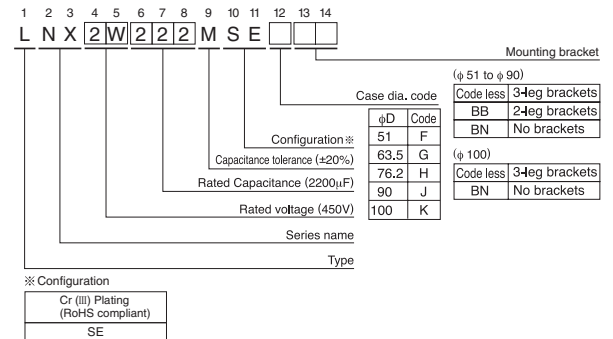 1 2 3 4 5 6 7 8 9 10 11 12 13 14
L N X 2 W 2 2 2 M S E
Mounting bracket
(φ 51 to φ 90)
Code less 3-leg brackets
BB 2-leg brackets
BN No brackets
(φ 100)
Code less 3-leg brackets
BN No brackets
Case dia. code
φD Code
51 F
63.5 G
76.2 H
90 J
100 K
Configuration※
Capacitance tolerance (±20%)
Rated Capacitance (2200μF)
Rated voltage (450V)
Series name
Type
※ Configuration
Cr (III) Plating
(RoHS compliant)
SE